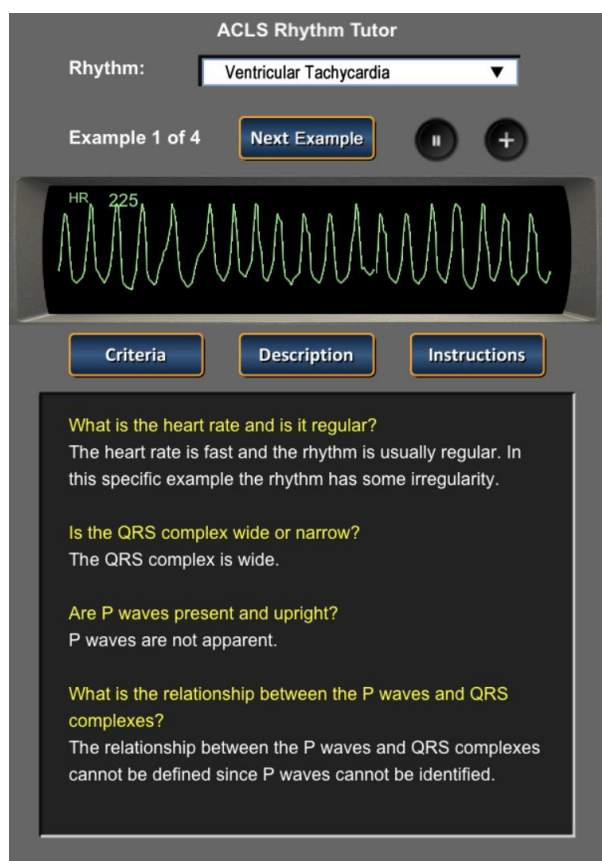 ACLS Rhythm Tutor
Rhythm: Ventricular Tachycardia
Example 1 of 4 Next Example
HR 225
Criteria Description Instructions
What is the heart rate and is it regular?
The heart rate is fast and the rhythm is usually regular. In
this specific example the rhythm has some irregularity.
Is the QRS complex wide or narrow?
The QRS complex is wide.
Are P waves present and upright?
P waves are not apparent.
What is the relationship between the P waves and QRS
complexes?
The relationship between the P waves and QRS complexes
cannot be defined since P waves cannot be identified.